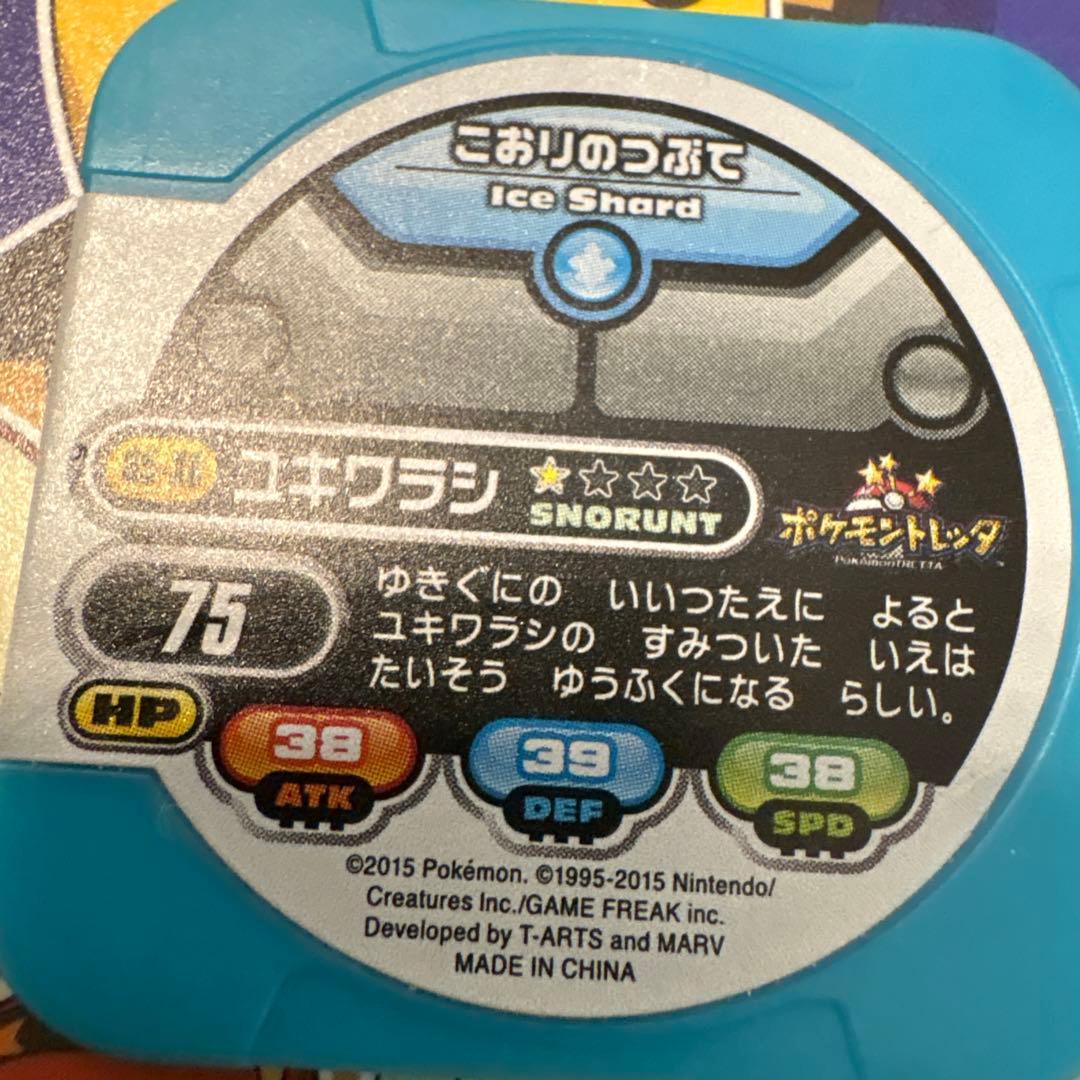 こおりのつぶて
Ice Shard
ユキワラシ
SNORUNT
ポケモントレッタ
PokémonTRETTA
75
HP
ゆきぐにの いいつたえに よると
ユキワラシの すみついた いえは
たいそう ゆうふくになる らしい。
38
ATK
39
DEF
38
SPD
©2015 Pokémon. ©1995-2015 Nintendo/
Creatures Inc./GAME FREAK inc.
Developed by T-ARTS and MARV
MADE IN CHINA